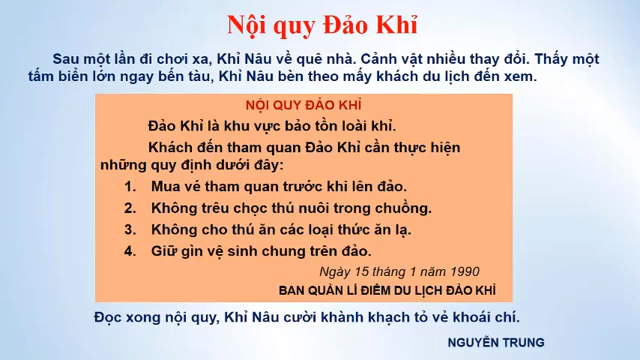 Nội quy Đảo Khỉ
Sau một lần đi chơi xa, Khỉ Nâu về quê nhà. Cảnh vật nhiều thay đổi. Thấy một
tấm biển lớn ngay bến tàu, Khỉ Nâu bèn theo mấy khách du lịch đến xem.
NỘI QUY ĐẢO KHỈ
Đảo Khỉ là khu vực bảo tồn loài khỉ.
Khách đến tham quan Đảo Khỉ cần thực hiện
những quy định dưới đây:
1. Mua vé tham quan trước khi lên đảo.
2. Không trêu chọc thú nuôi trong chuồng.
3. Không cho thú ăn các loại thức ăn lạ.
4. Giữ gìn vệ sinh chung trên đảo.
Ngày 15 tháng 1 năm 1990
BAN QUẢN LÍ ĐIỂM DU LỊCH ĐẢO KHỈ
Đọc xong nội quy, Khỉ Nâu cười khành khạch tỏ vẻ khoái chí.
NGUYỄN TRUNG